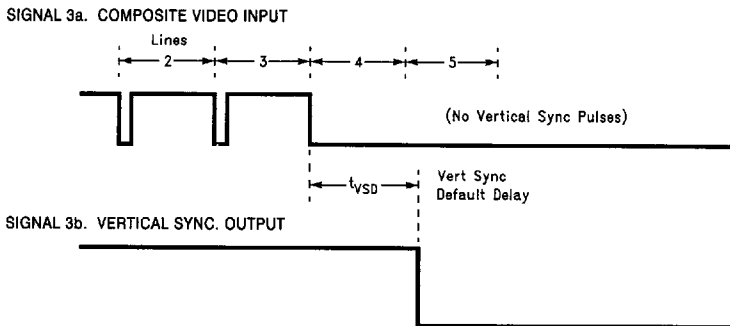 SIGNAL 3a. COMPOSITE VIDEO INPUT
Lines
2 3 4 5
(No Vertical Sync Pulses)
tVSD
Vert Sync
Default Delay
SIGNAL 3b. VERTICAL SYNC. OUTPUT